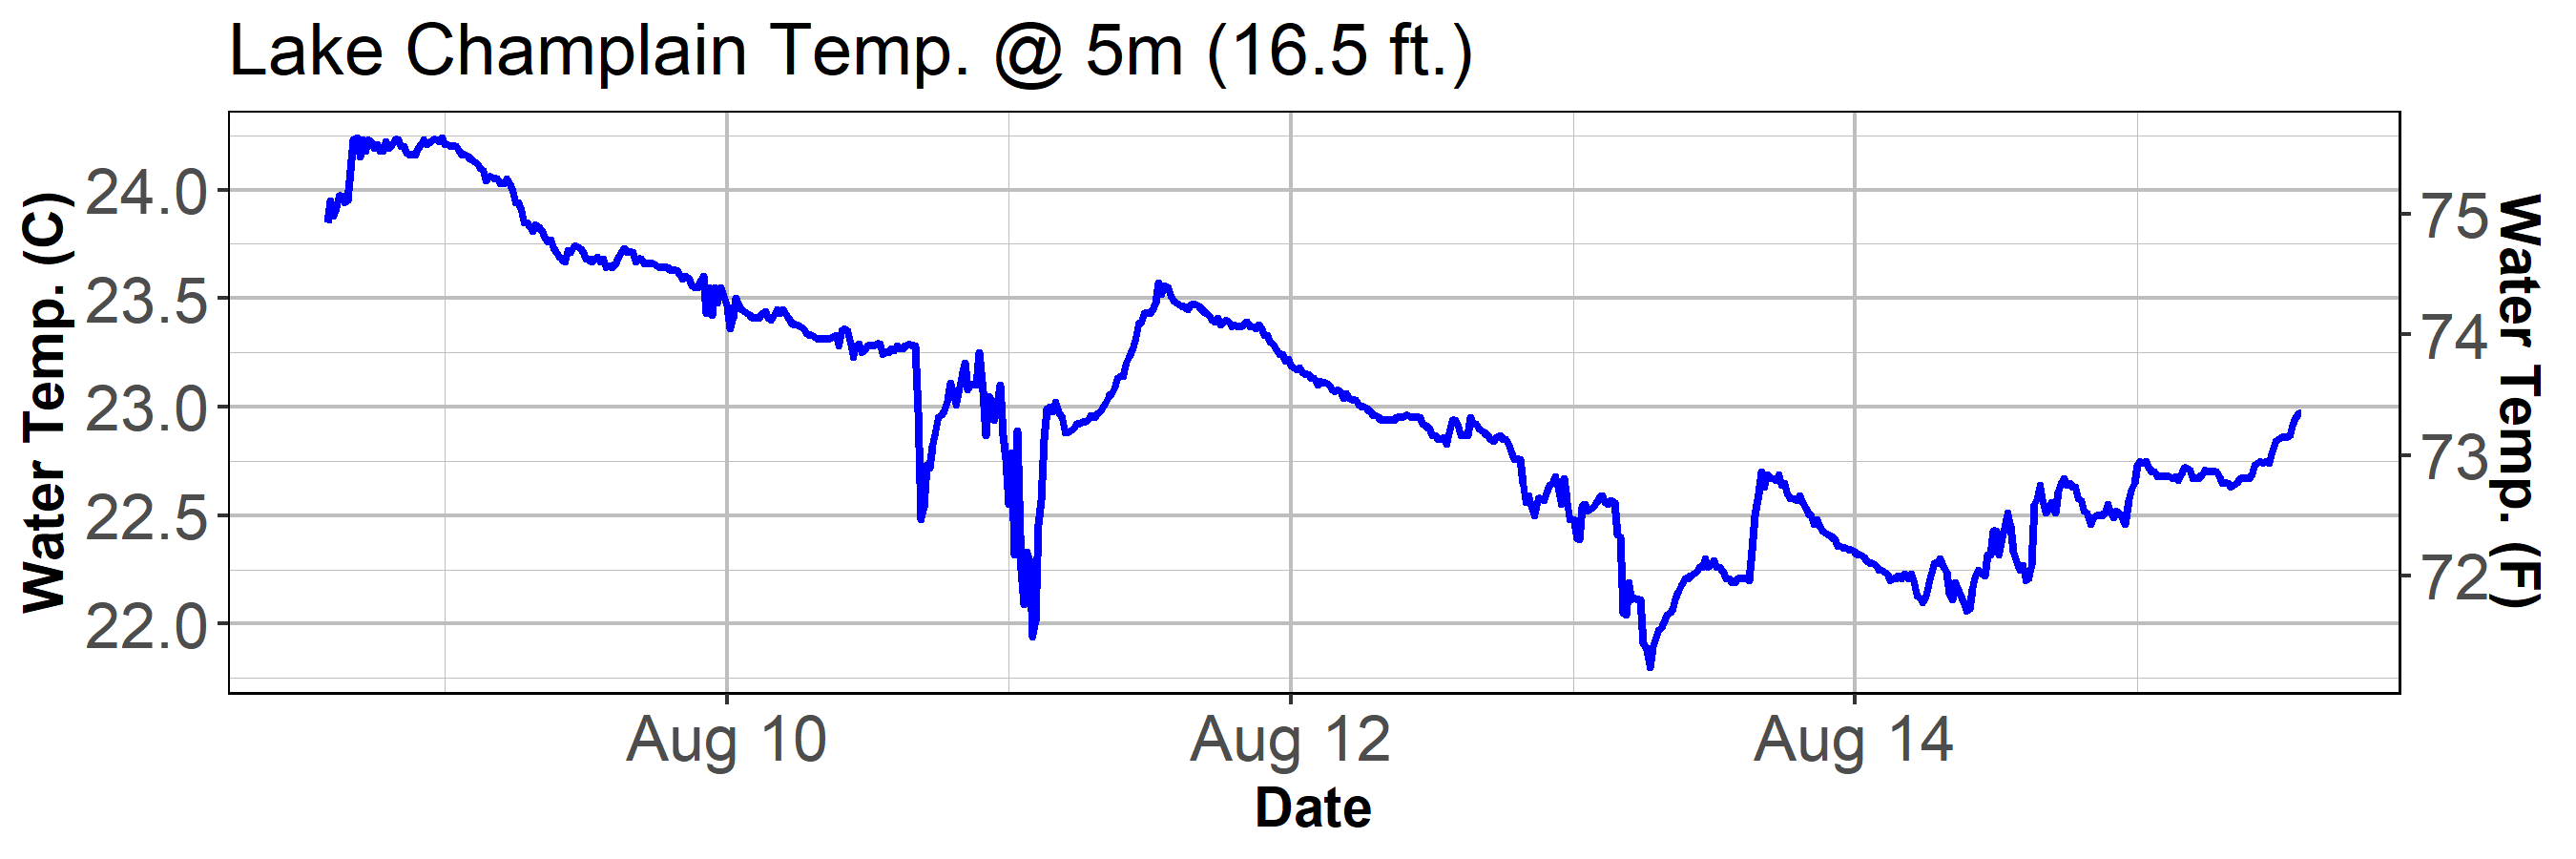 Lake Champlain Temp. @ 5m (16.5 ft.)
Water Temp. (C)
24.0
23.5
23.0
22.5
22.0
75
74
73
72
Water Temp. (F)
Aug 10
Aug 12
Aug 14
Date